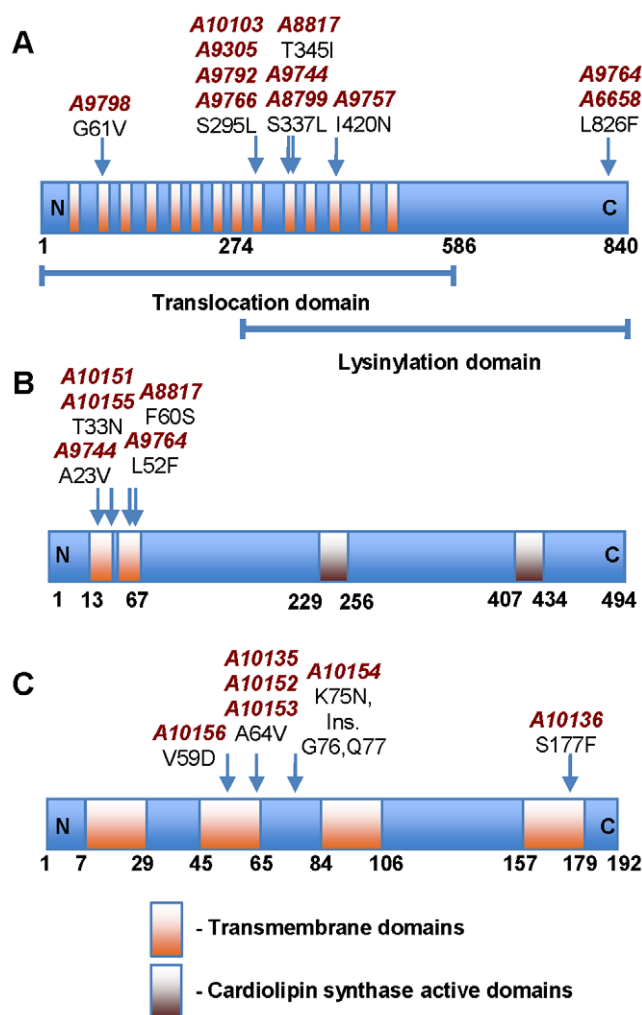 A
A10103 A8817
A9305 T345I
A9792 A9744 A9764
A9798 A9766 A8799 A9757 A6658
G61V S295L S337L I420N L826F
N C
1 274 586 840
Translocation domain
Lysinylation domain
B
A10151
A10155 A8817
T33N F60S
A9744 A9764
A23V L52F
N C
1 13 67 229 256 407 434 494
C
A10135 A10154
A10152 K75N,
A10153 Ins. A10136
A10156 A64V G76,Q77 S177F
V59D
N C
1 7 29 45 65 84 106 157 179 192
- Transmembrane domains
- Cardiolipin synthase active domains